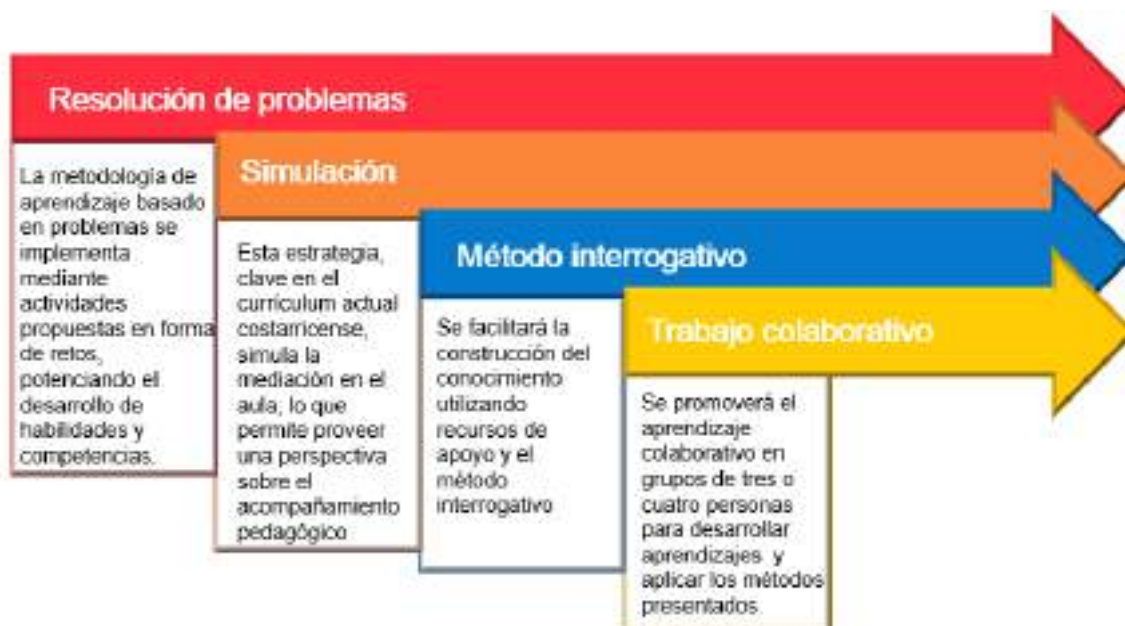 Resolución de problemas
La metodología de
aprendizaje basado
en problemas se
implementa
mediante
actividades
propuestas en forma
de retos,
potenciando el
desarrollo de
habilidades y
competencias.
Simulación
Esta estrategia,
clave en el
currículum actual
costarricense,
simula la
mediación en el
aula, lo que
permite proveer
una perspectiva
sobre el
acompañamiento
pedagógico
Método interrogativo
Se facilitará la
construcción del
conocimiento
utilizando
recursos de
apoyo y el
método
interrogativo
Trabajo colaborativo
Se promoverá el
aprendizaje
colaborativo en
grupos de tres o
cuatro personas
para desarrollar
aprendizajes y
aplicar los métodos
presentados